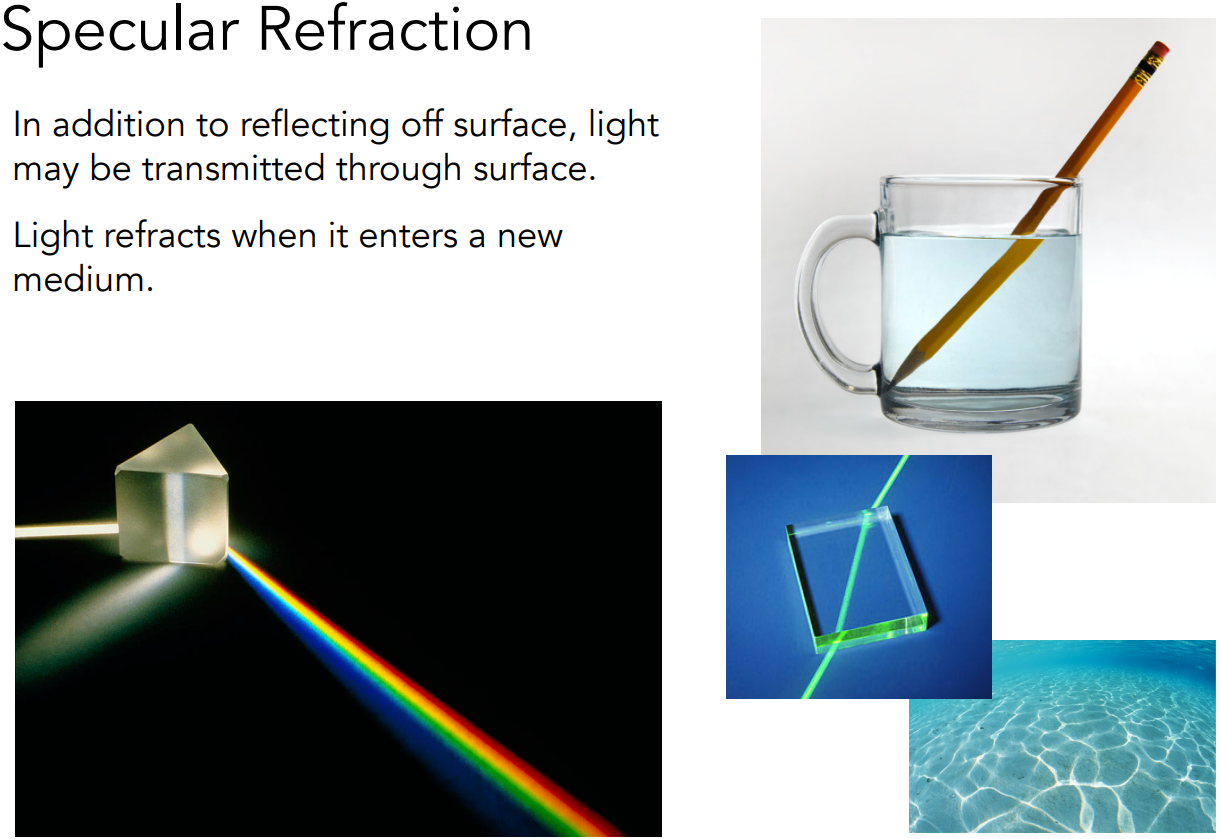 Specular Refraction
In addition to reflecting off surface, light
may be transmitted through surface.
Light refracts when it enters a new
medium.